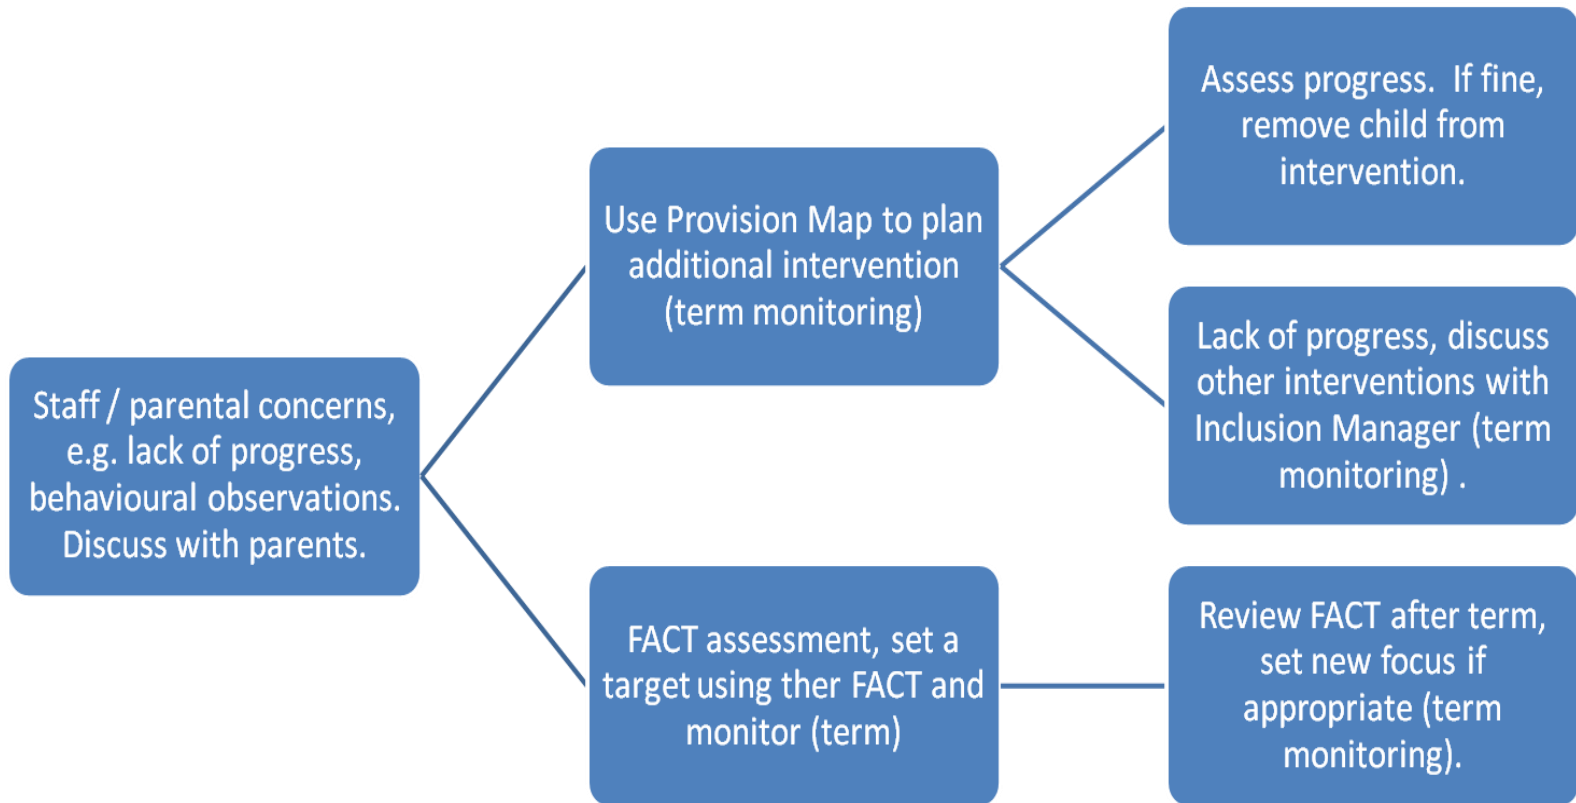 Staff / parental concerns,
e.g. lack of progress,
behavioural observations.
Discuss with parents.
Use Provision Map to plan
additional intervention
(term monitoring)
FACT assessment, set a
target using ther FACT and
monitor (term)
Assess progress.  If fine,
remove child from
intervention.
Lack of progress, discuss
other interventions with
Inclusion Manager (term
monitoring) .
Review FACT after term,
set new focus if
appropriate (term
monitoring).